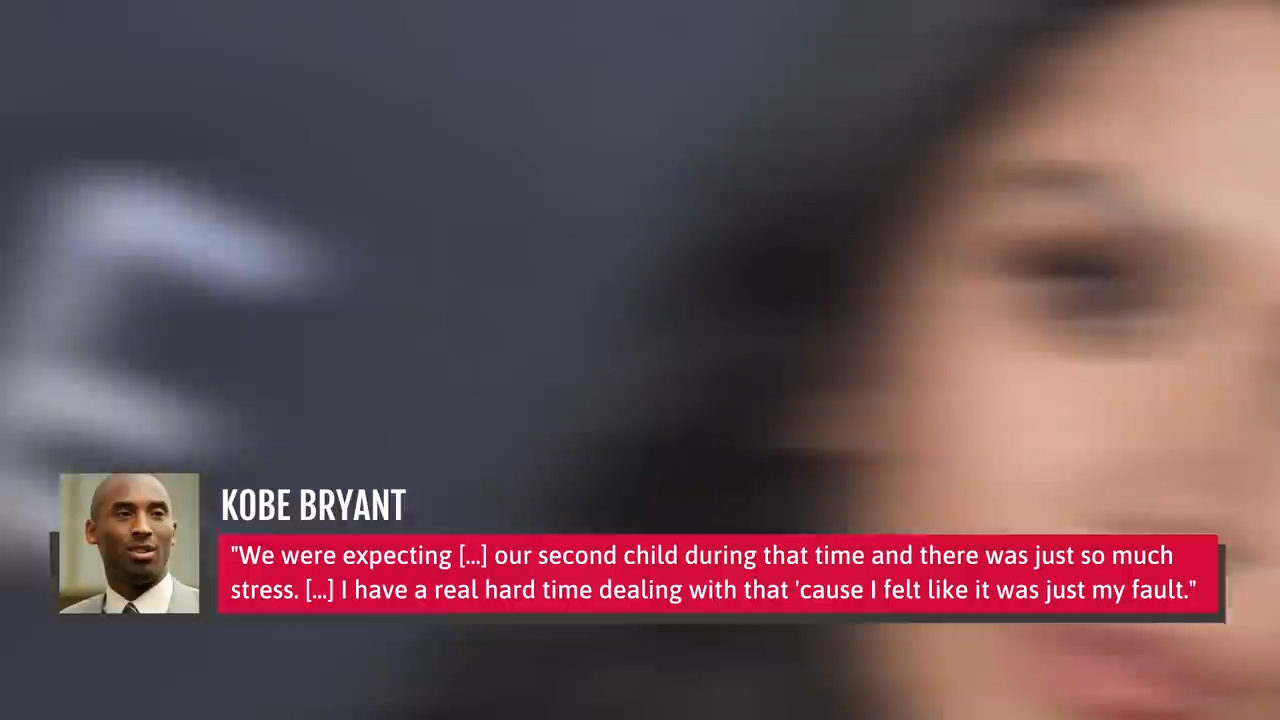 KOBE BRYANT
"We were expecting [...] our second child during that time and there was just so much
stress. [...] I have a real hard time dealing with that 'cause I felt like it was just my fault."